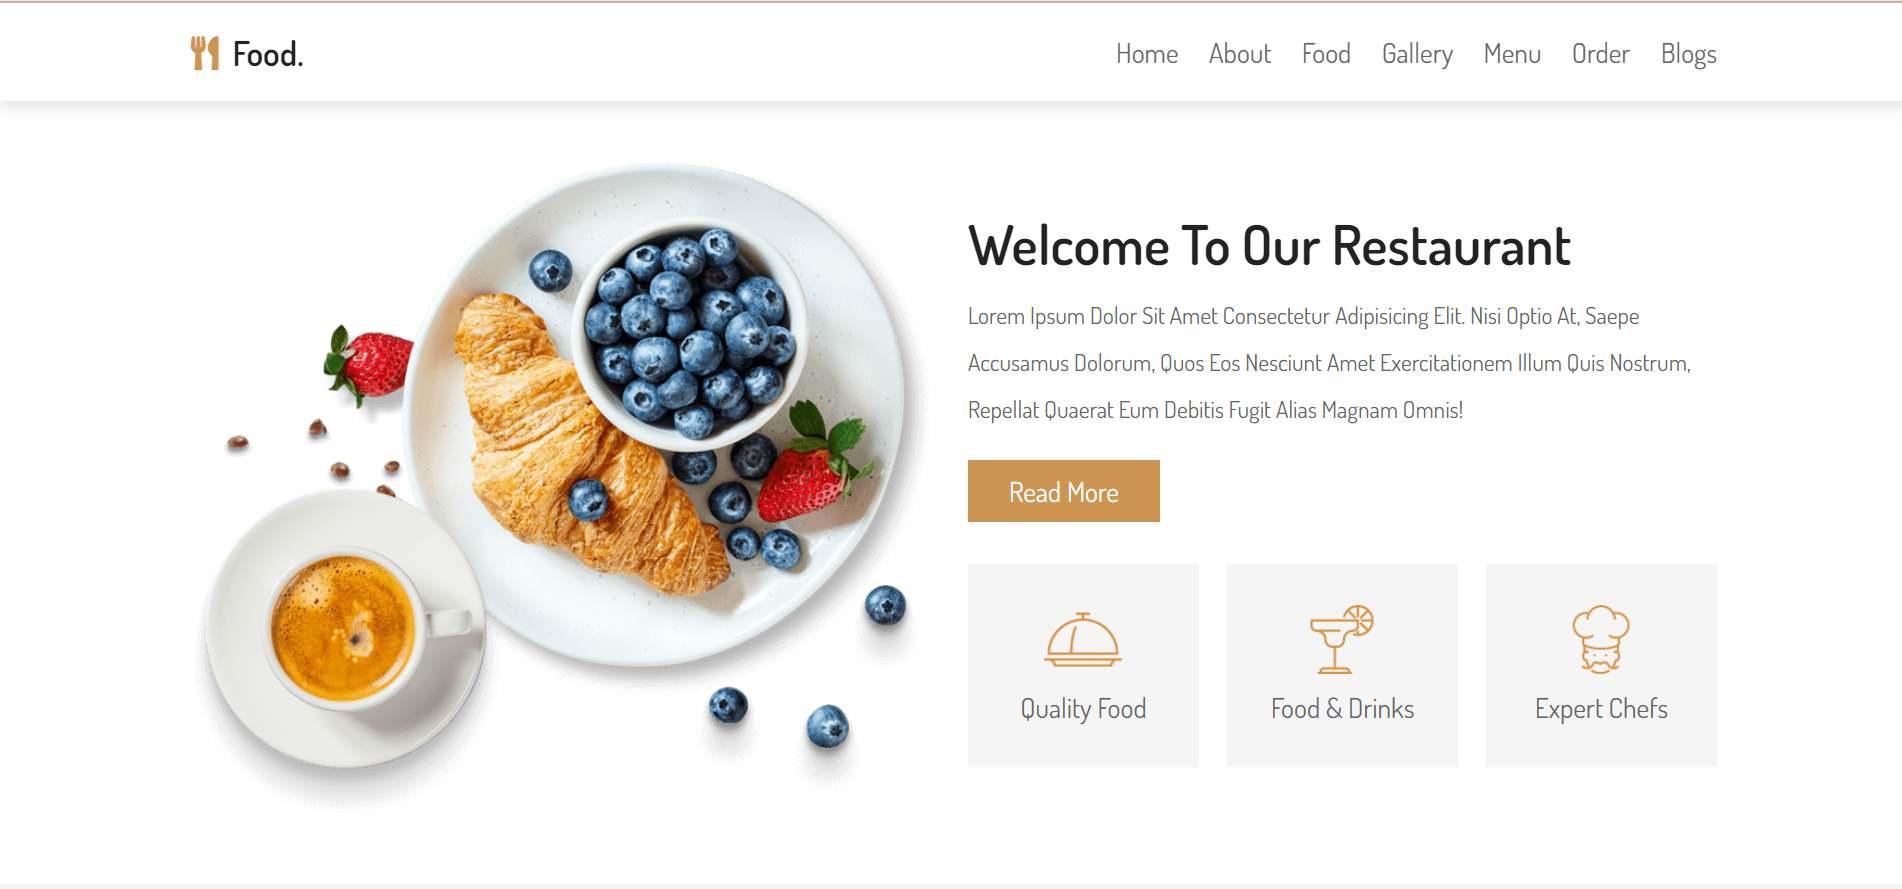 Food.
Home About Food Gallery Menu Order Blogs
Welcome To Our Restaurant
Lorem Ipsum Dolor Sit Amet Consectetur Adipisicing Elit. Nisi Optio At, Saepe
Accusamus Dolorum, Quos Eos Nesciunt Amet Exercitationem Illum Quis Nostrum,
Repellat Quaerat Eum Debitis Fugit Alias Magnam Omnis!
Read More
Quality Food
Food & Drinks
Expert Chefs